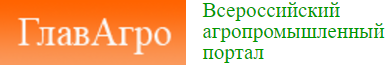 ГлавАгро
Всероссийский
агропромышленный
портал